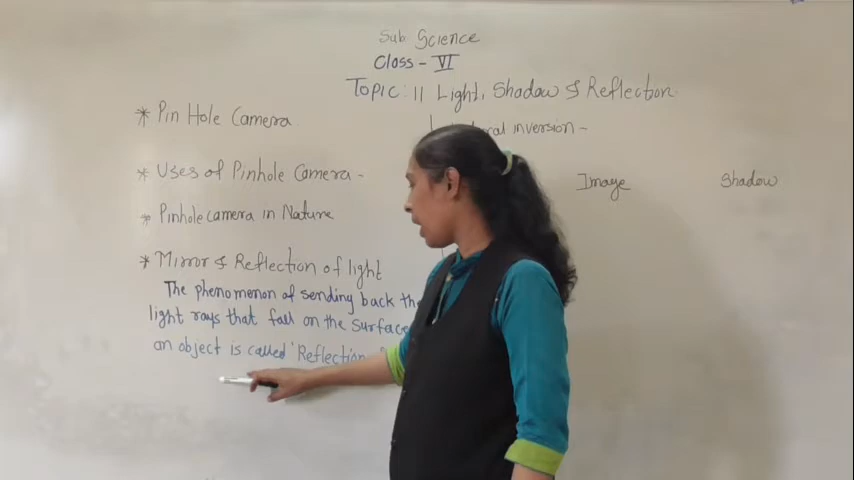 Sub Science
Class - VI
Topic: 11 Light, Shadow & Reflection
* Pin Hole Camera
inversion -
* Uses of Pinhole Camera -
Image
Shadow
* Pinhole camera in Nature
* Mirror & Reflection of light
The phenomenon of sending back the
light rays that fall on the surface
an object is called 'Reflection